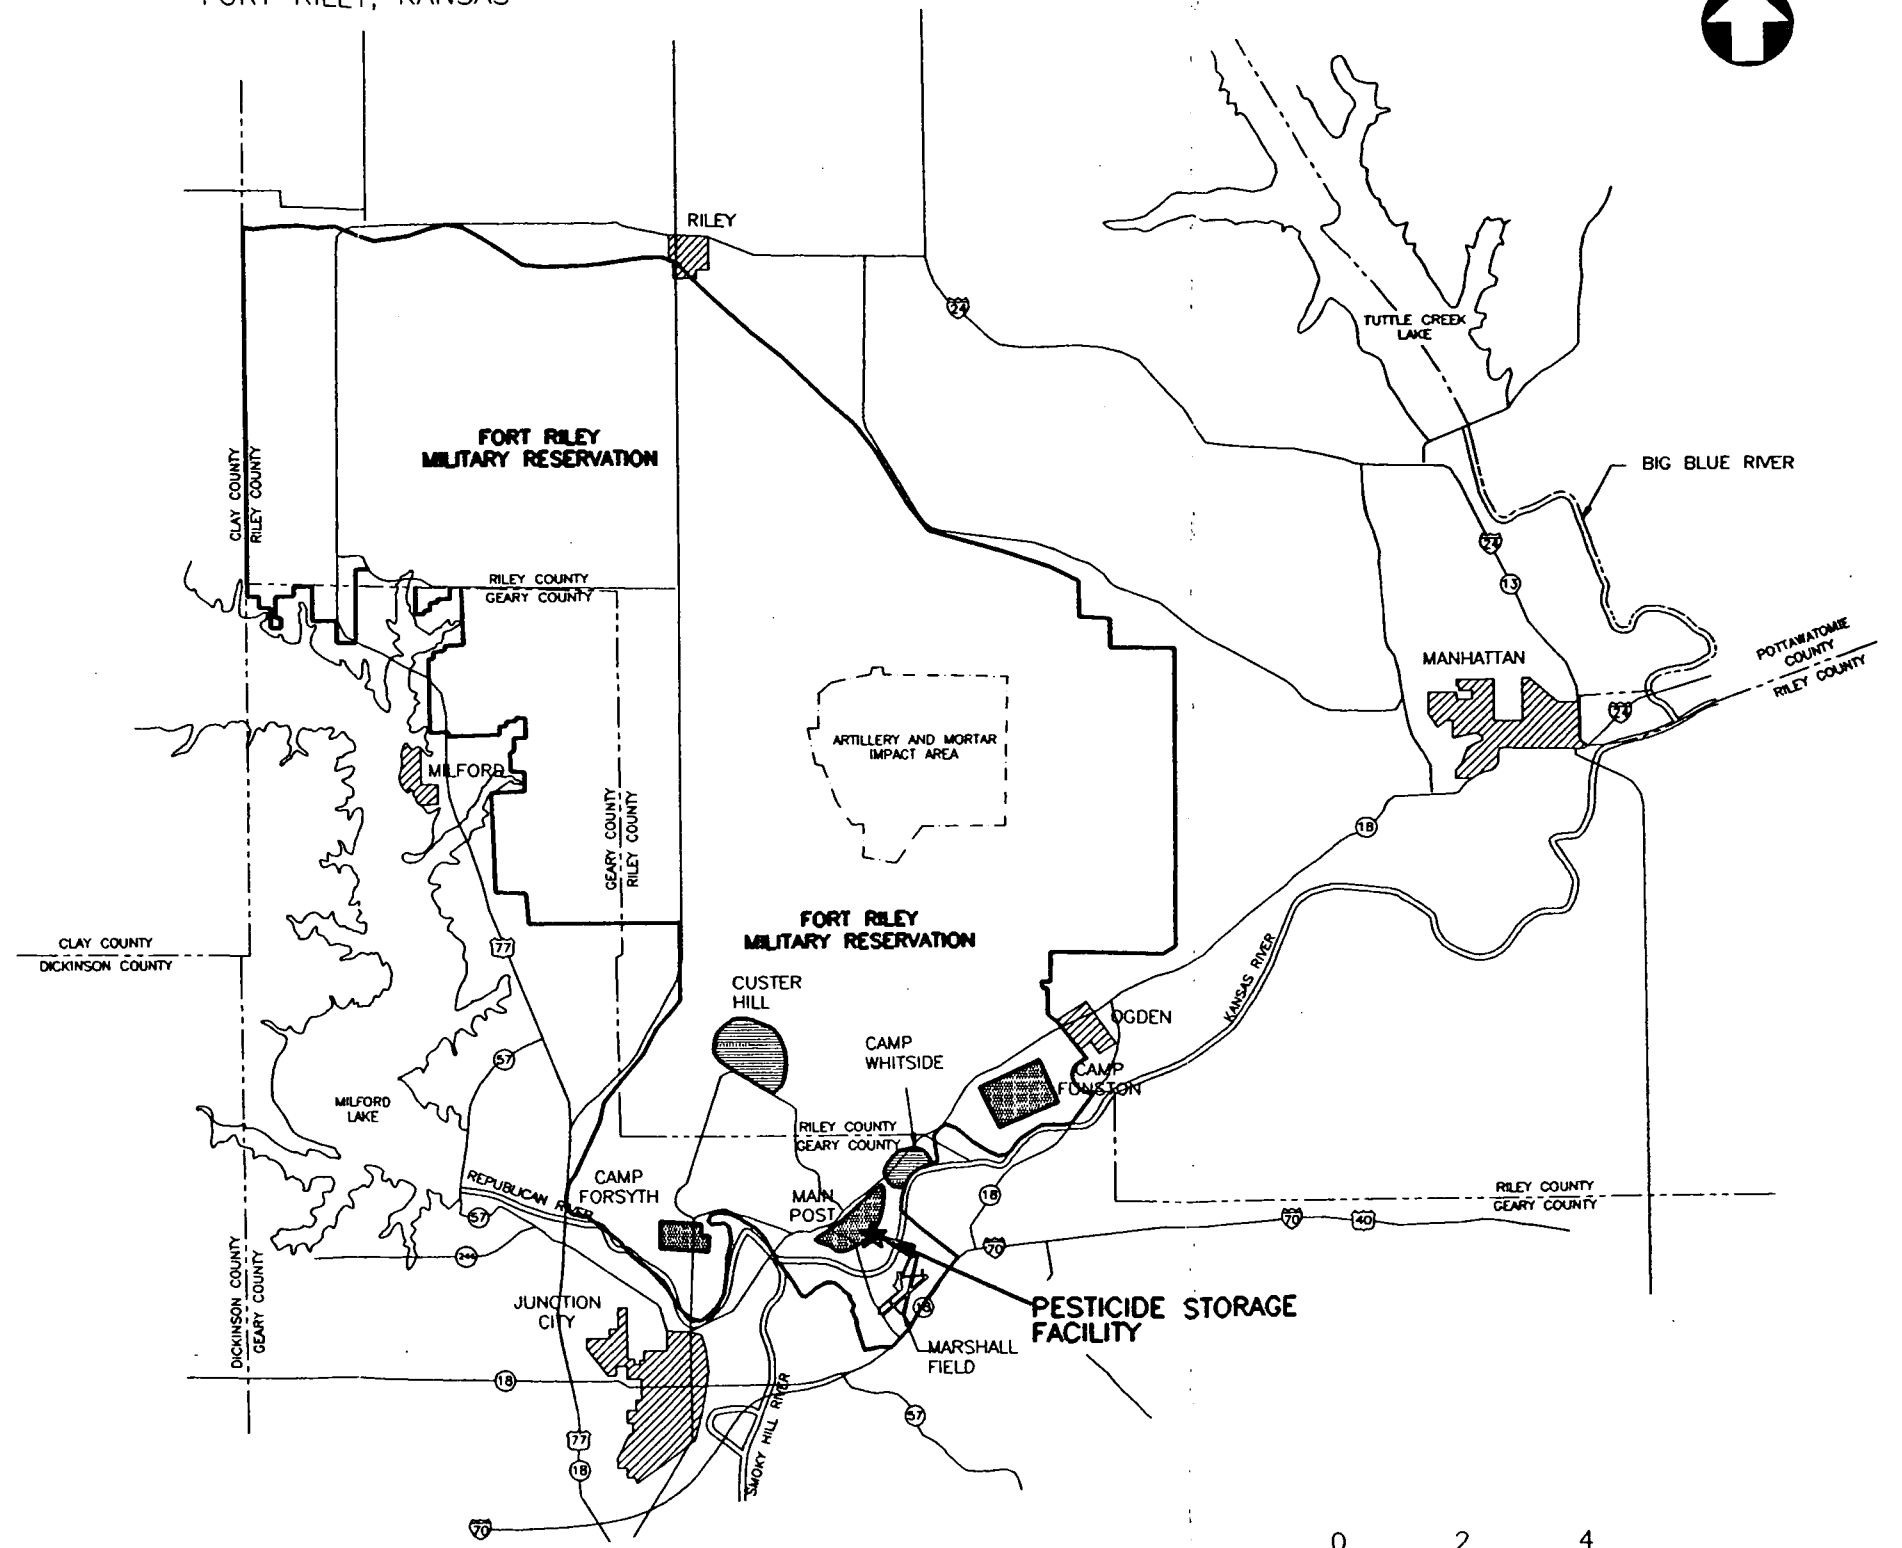 FORT RILEY, KANSAS
RILEY
24
TUTTLE CREEK
LAKE
FORT RILEY
MILITARY RESERVATION
BIG BLUE RIVER
CLAY COUNTY
RILEY COUNTY
24
13
RILEY COUNTY
GEARY COUNTY
MANHATTAN
POTTAWATOMIE
COUNTY
RILEY COUNTY
24
ARTILLERY AND MORTAR
IMPACT AREA
MILFORD
GEARY COUNTY
RILEY COUNTY
18
FORT RILEY
MILITARY RESERVATION
CLAY COUNTY
DICKINSON COUNTY
77
KANSAS RIVER
CUSTER
HILL
OGDEN
CAMP
WHITSIDE
57
CAMP
FUNSTON
MILFORD
LAKE
RILEY COUNTY
GEARY COUNTY
REPUBLICAN RIVER
CAMP
FORSYTH
MAIN
POST
18
RILEY COUNTY
GEARY COUNTY
57
70
40
244
70
DICKINSON COUNTY
GEARY COUNTY
JUNCTION
CITY
18
PESTICIDE STORAGE
FACILITY
MARSHALL
FIELD
18
57
SMOKY HILL RIVER
77
18
70
0 2 4